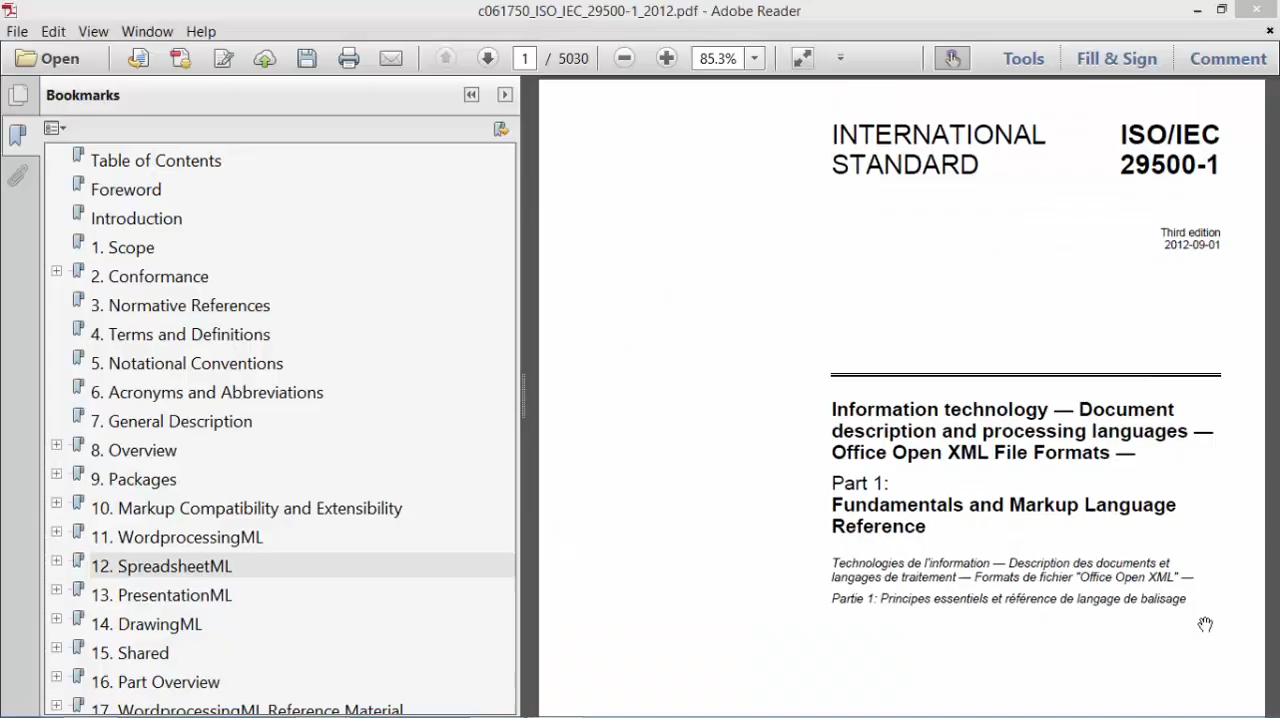 c061750_ISO_IEC_29500-1_2012.pdf - Adobe Reader
File Edit View Window Help
Open 1 / 5030 85.3% Tools Fill & Sign Comment
Bookmarks
Table of Contents
Foreword
Introduction
1. Scope
2. Conformance
3. Normative References
4. Terms and Definitions
5. Notational Conventions
6. Acronyms and Abbreviations
7. General Description
8. Overview
9. Packages
10. Markup Compatibility and Extensibility
11. WordprocessingML
12. SpreadsheetML
13. PresentationML
14. DrawingML
15. Shared
16. Part Overview
17. WordprocessingML Reference Material
INTERNATIONAL ISO/IEC
STANDARD 29500-1
Third edition
2012-09-01
Information technology — Document
description and processing languages —
Office Open XML File Formats —
Part 1:
Fundamentals and Markup Language
Reference
Technologies de l'information — Description des documents et
langages de traitement — Formats de fichier "Office Open XML" —
Partie 1: Principes essentiels et référence de langage de balisage